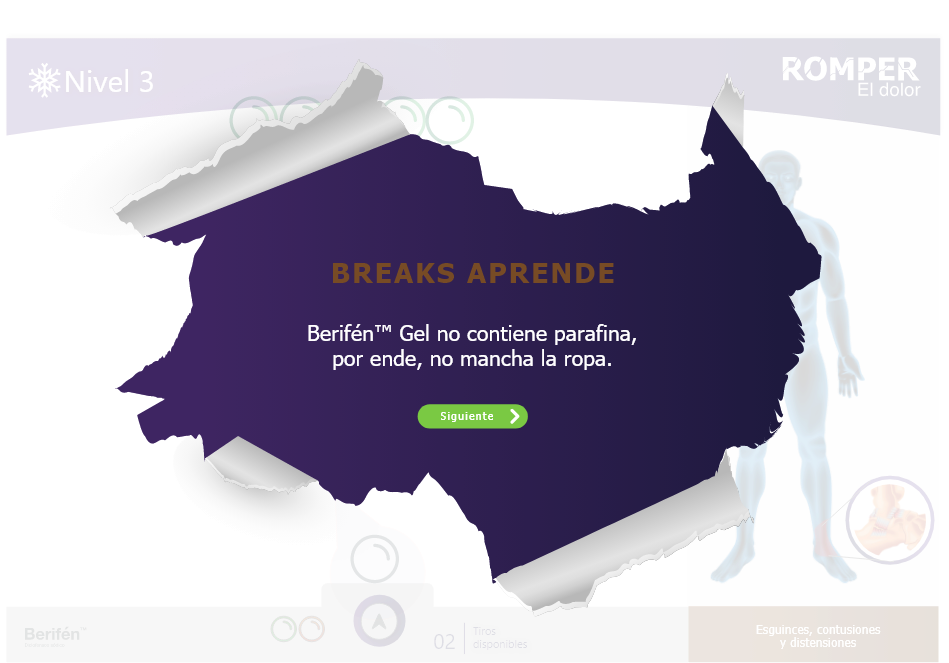 Nivel 3
ROMPER
El dolor
BREAKS APRENDE
Berifén™ Gel no contiene parafina,
por ende, no mancha la ropa.
Siguiente
Berifén™
02
Tiros
disponibles
Esguinces, contusiones
y distensiones